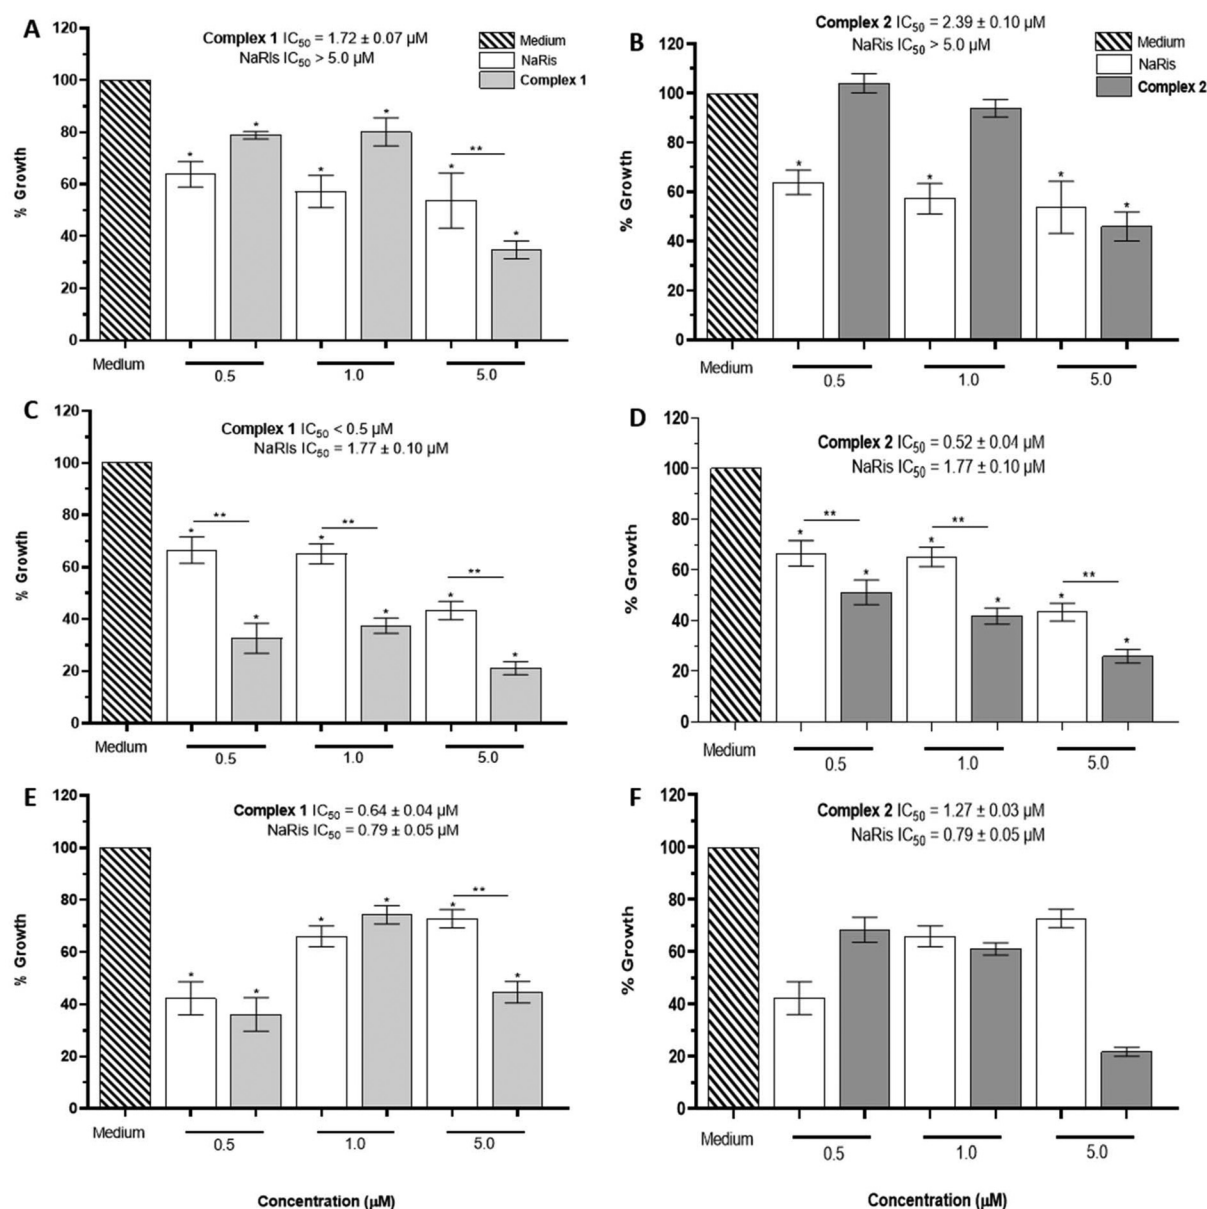 A
Complex 1 IC50 = 1.72 ± 0.07 µM
NaRis IC50 > 5.0 µM
Medium
NaRis
Complex 1
120
100
80
60
40
20
0
% Growth
* * * * * ** *
Medium
0.5 1.0 5.0
B
Complex 2 IC50 = 2.39 ± 0.10 µM
NaRis IC50 > 5.0 µM
Medium
NaRis
Complex 2
120
100
80
60
40
20
0
% Growth
* * * *
Medium
0.5 1.0 5.0
C
Complex 1 IC50 < 0.5 µM
NaRis IC50 = 1.77 ± 0.10 µM
120
100
80
60
40
20
0
% Growth
* ** * * ** * * ** *
Medium
0.5 1.0 5.0
D
Complex 2 IC50 = 0.52 ± 0.04 µM
NaRis IC50 = 1.77 ± 0.10 µM
120
100
80
60
40
20
0
% Growth
* ** * * ** * * ** *
Medium
0.5 1.0 5.0
E
Complex 1 IC50 = 0.64 ± 0.04 µM
NaRis IC50 = 0.79 ± 0.05 µM
120
100
80
60
40
20
0
% Growth
* * * * * ** *
Medium
0.5 1.0 5.0
Concentration (µM)
F
Complex 2 IC50 = 1.27 ± 0.03 µM
NaRis IC50 = 0.79 ± 0.05 µM
120
100
80
60
40
20
0
% Growth
Medium
0.5 1.0 5.0
Concentration (µM)